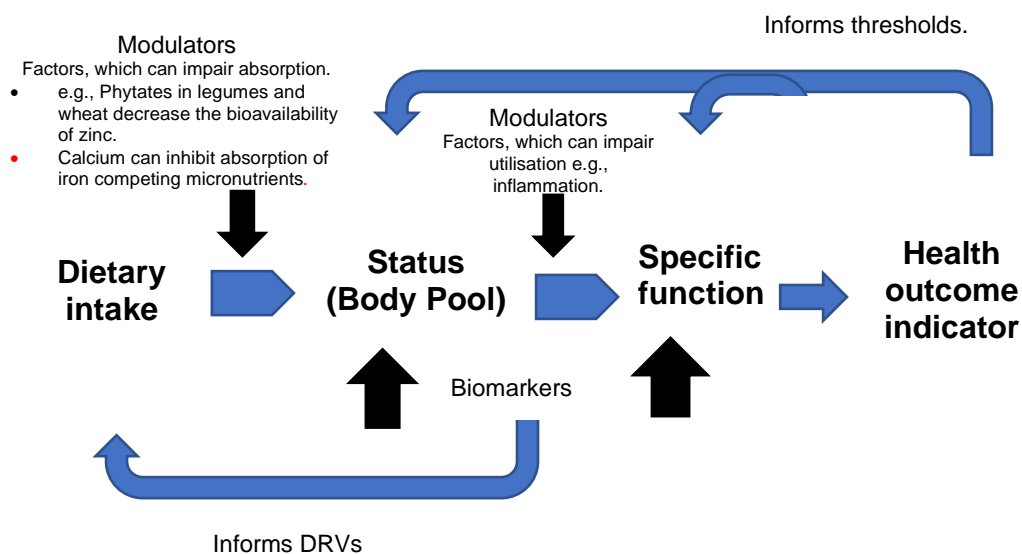 Informs thresholds.
Modulators
Factors, which can impair absorption.
• e.g., Phytates in legumes and
wheat decrease the bioavailability
of zinc.
• Calcium can inhibit absorption of
iron competing micronutrients.
Modulators
Factors, which can impair
utilisation e.g.,
inflammation.
Dietary
intake
Status
(Body Pool)
Specific
function
Health
outcome
indicator
Biomarkers
Informs DRVs